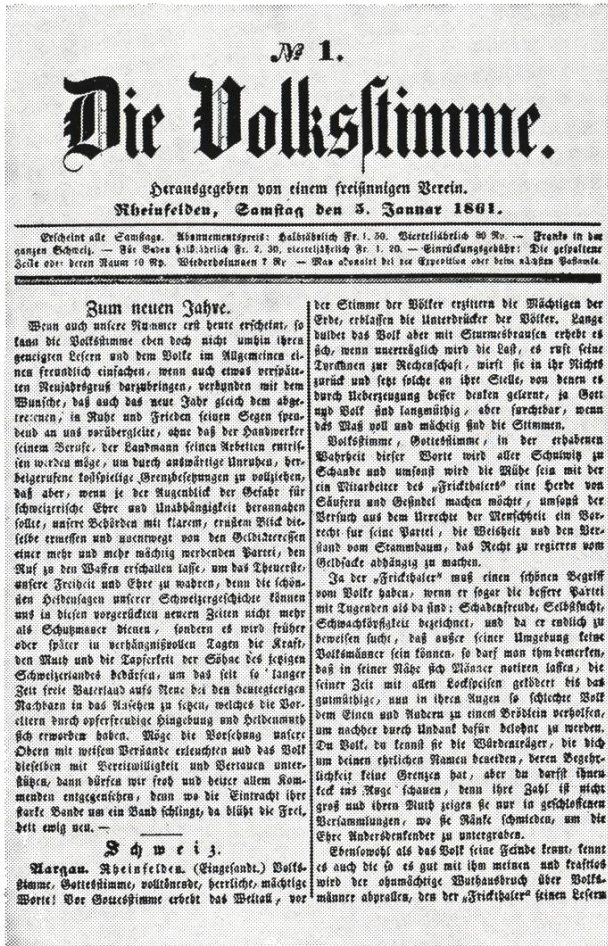 № 1.
Die Volksstimme.
Herausgegeben von einem freisinnigen Verein.
Rheinfelden, Samstag den 5. Januar 1861.
Erscheint alle Samstage. Abonnementspreis: Halbjährlich Fr. 1. 50. Vierteljährlich 80 Rp. — Franko in der
ganzen Schweiz. — Für Baden halbjährlich Fr. 2. 30, vierteljährlich Fr. 1. 20. — Einrückungsgebühr: Die gespaltene
Zeile oder deren Raum 10 Rp. Wiederholungen 7 Rp. — Man abonnirt bei der Expedition oder beim nächsten Postamte.
Zum neuen Jahre.
Wenn auch unsere Nummer erst heute erscheint, so
kann die Volksstimme eben doch nicht umhin ihren
geneigten Lesern und dem Volke im Allgemeinen ei-
nen freundlich einfachen, wenn auch etwas verspäte-
ten Neujahrsgruß darzubringen, verbunden mit dem
Wunsche, daß auch das neue Jahr gleich dem abge-
tretenen, in Ruhe und Frieden seinen Segen spen-
dend an uns vorübergleite, ohne daß der Handwerker
seinem Berufe, der Landmann seinen Arbeiten entris-
sen werden möge, um durch auswärtige Unruhen, her-
beigerufene kostspielige Grenzbesetzungen zu vollziehen,
daß aber, wenn je der Augenblick der Gefahr für
schweizerische Ehre und Unabhängigkeit herannahen
sollte, unsere Behörden mit klarem, ernstem Blick die-
selbe ermessen und unentwegt von den Geldinteressen
einer mehr und mehr mächtig werdenden Partei, den
Ruf zu den Waffen erschallen lasse, um das Theuerste,
unsere Freiheit und Ehre zu wahren, denn die schön-
sten Heldensagen unserer Schweizergeschichte können
uns in diesen vorgerückten neuern Zeiten nicht mehr
als Schutzmauer dienen, sondern es wird früher
oder später in verhängnißvollen Tagen die Kraft,
den Muth und die Tapferkeit der Söhne des jetzigen
Schweizerlandes bedürfen, um das seit so langer
Zeit freie Vaterland aufs Neue bei den beutegierigen
Nachbarn in das Ansehen zu setzen, welches die Vor-
eltern durch opferfreudige Hingebung und Heldenmuth
sich erworben haben. Möge die Vorsehung unsere
Obern mit weisem Verstande erleuchten und das Volk
dieselben mit Bereitwilligkeit und Vertrauen unter-
stützen, dann dürfen wir froh und heiter allem Kom-
menden entgegensehen, denn wo die Eintracht ihre
starke Bande um ein Band schlingt, da blüht die Frei-
heit ewig neu. —
Schweiz.
Aargau. Rheinfelden. (Eingesandt.) Volks-
stimme, Gottesstimme, volltönende, herrliche, mächtige
Worte! Vor Gottesstimme erbebt das Weltall, vor
der Stimme der Völker erzittern die Mächtigen der
Erde, erblassen die Unterdrücker der Völker. Lange
duldet das Volk aber mit Sturmesbrausen erhebt es
sich, wenn unerträglich wird die Last, es ruft seine
Tyrannen zur Rechenschaft, wirft sie in ihr Nichts
zurück und setzt solche an ihre Stelle, von denen es
durch Ueberzeugung besser denken gelernt, ja Gott
und Volk sind langmüthig, aber furchtbar, wenn
das Maß voll und mächtig sind die Stimmen.
Volksstimme, Gottesstimme, in der erhabenen
Wahrheit dieser Worte wird aller Schulwitz zu
Schande und umsonst wird die Mühe sein mit der
ein Mitarbeiter des „Frickthalers" eine Herde von
Säufern und Gesindel machen möchte, umsonst der
Versuch aus dem Urrechte der Menschheit ein Vor-
recht für seine Partei, die Weisheit und den Ver-
stand vom Stammbaum, das Recht zu regieren vom
Geldsacke abhängig zu machen.
Ja der „Frickthaler" muß einen schönen Begriff
vom Volke haben, wenn er sogar die bessere Partei
mit Tugenden als da sind: Schadenfreude, Selbstsucht,
Schwachköpfigkeit bezeichnet, und da er endlich zu
beweisen sucht, daß außer seiner Umgebung keine
Volksmänner sein können, so darf man ihm bemerken,
daß in seiner Nähe sich Männer notiren lassen, die
seiner Zeit mit allen Lockspeisen geködert bis das
gutmüthige, nun in ihren Augen so schlechte Volk
dem Einen und Andern zu einem Brödlein verholfen,
um nachher durch Undank dafür belohnt zu werden.
Du Volk, du kennst sie die Würdenträger, die dich
um deinen ehrlichen Namen beneiden, deren Begehr-
lichkeit keine Grenzen hat, aber du darfst ihnen
keck ins Auge schauen, denn ihre Zahl ist nicht
groß und ihren Muth zeigen sie nur in geschlossenen
Versammlungen, wo sie Ränke schmieden, um die
Ehre Andersdenkender zu untergraben.
Ebensowohl als das Volk seine Feinde kennt, kennt
es auch die so es gut mit ihm meinen und kraftlos
wird der ohnmächtige Wuthausbruch über Volks-
männer abprallen, den der „Frickthaler" seinen Lesern